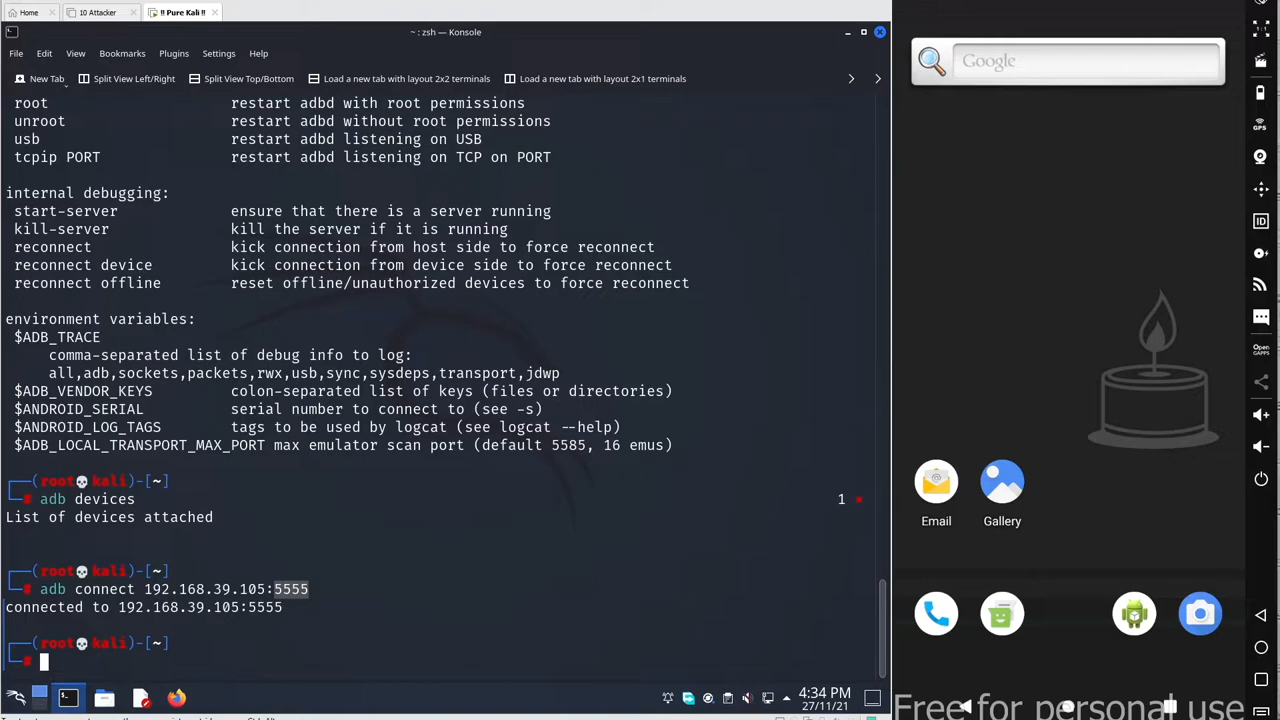 Home
10 Attacker
!! Pure Kali !!
~ : zsh — Konsole
File Edit View Bookmarks Plugins Settings Help
New Tab Split View Left/Right Split View Top/Bottom Load a new tab with layout 2x2 terminals Load a new tab with layout 2x1 terminals
root restart adbd with root permissions
unroot restart adbd without root permissions
usb restart adbd listening on USB
tcpip PORT restart adbd listening on TCP on PORT
internal debugging:
start-server ensure that there is a server running
kill-server kill the server if it is running
reconnect kick connection from host side to force reconnect
reconnect device kick connection from device side to force reconnect
reconnect offline reset offline/unauthorized devices to force reconnect
environment variables:
$ADB_TRACE
comma-separated list of debug info to log:
all,adb,sockets,packets,rwx,usb,sync,sysdeps,transport,jdwp
$ADB_VENDOR_KEYS colon-separated list of keys (files or directories)
$ANDROID_SERIAL serial number to connect to (see -s)
$ANDROID_LOG_TAGS tags to be used by logcat (see logcat --help)
$ADB_LOCAL_TRANSPORT_MAX_PORT max emulator scan port (default 5585, 16 emus)
(root💀kali)-[~]
# adb devices 1
List of devices attached
(root💀kali)-[~]
# adb connect 192.168.39.105:5555
connected to 192.168.39.105:5555
(root💀kali)-[~]
#
4:34 PM
27/11/21
Google
1:1
GPS
ID
OPEN
GAPPS
Email Gallery
Free for personal use